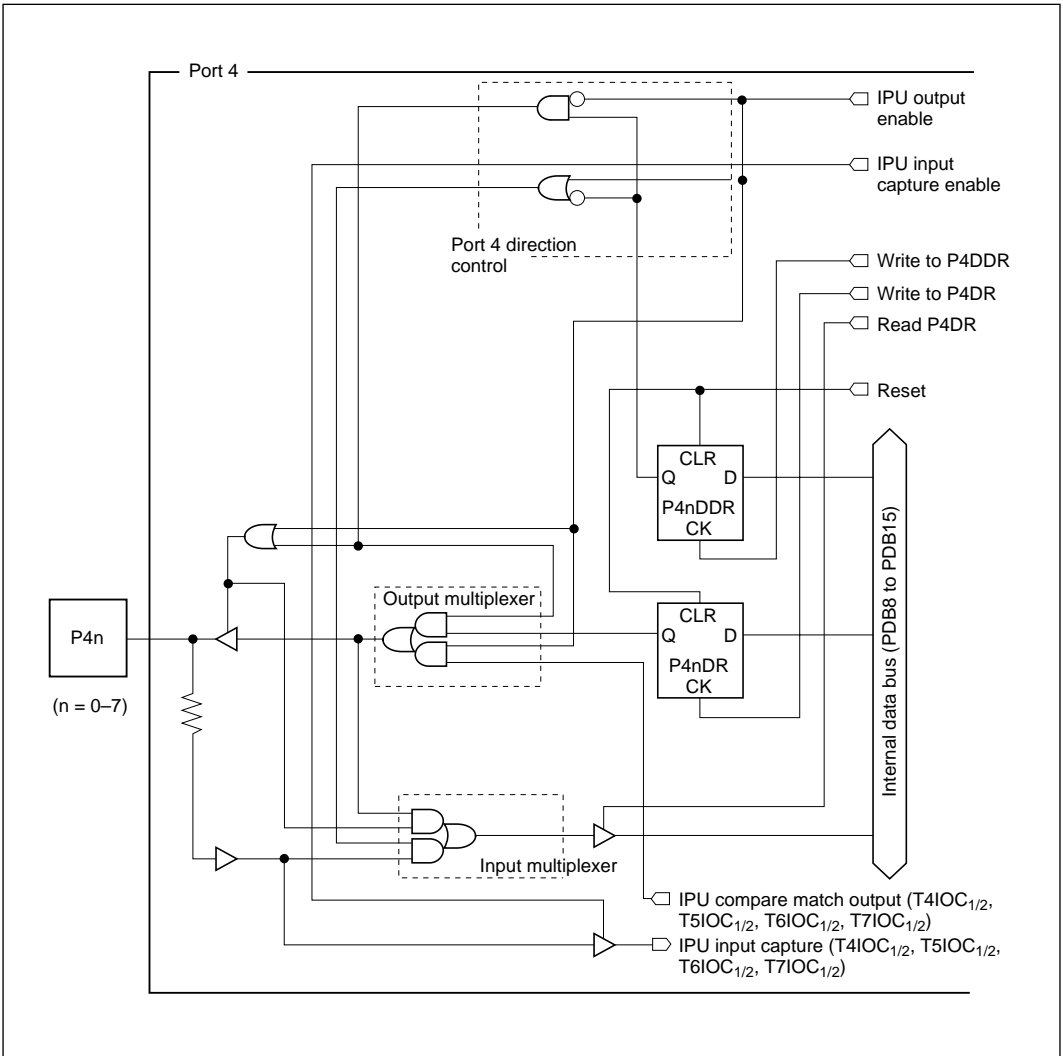 Port 4
IPU output
enable
IPU input
capture enable
Port 4 direction
control
Write to P4DDR
Write to P4DR
Read P4DR
Reset
CLR
Q D
P4nDDR
CK
Internal data bus (PDB8 to PDB15)
Output multiplexer
CLR
Q D
P4nDR
CK
P4n
(n = 0–7)
Input multiplexer
IPU compare match output (T4IOC1/2,
T5IOC1/2, T6IOC1/2, T7IOC1/2)
IPU input capture (T4IOC1/2, T5IOC1/2,
T6IOC1/2, T7IOC1/2)